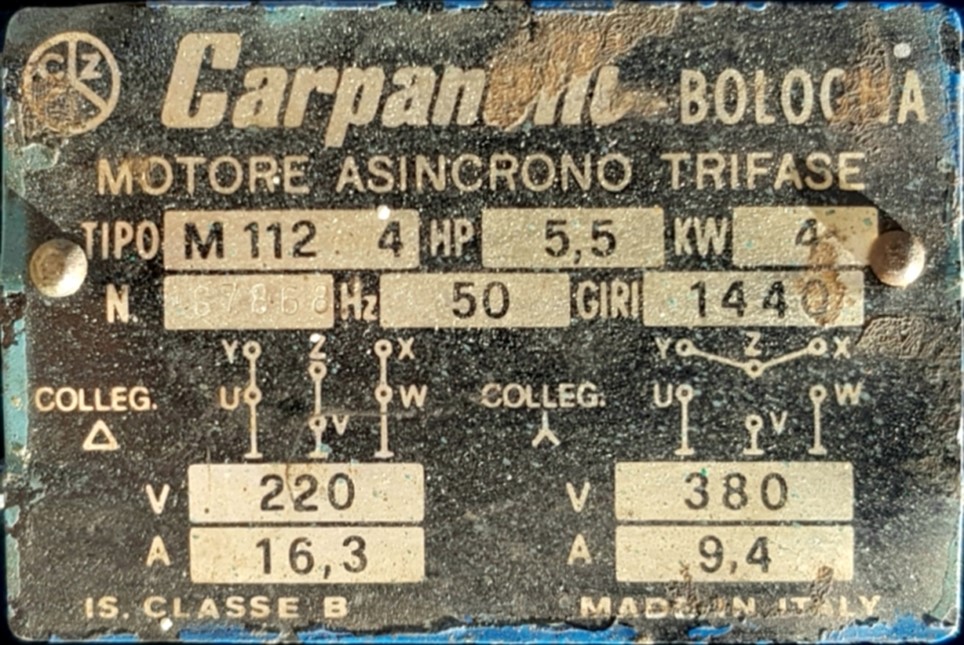 CZ
BOLOGNA
MOTORE ASINCRONO TRIFASE
TIPO M 112 4 HP 5,5 KW 4
N. Hz 50 GIRI 1440
Y Z X Y Z X
COLLEG. U V W COLLEG. U V W
Δ
V 220 V 380
A 16,3 A 9,4
IS. CLASSE B MADE IN ITALY